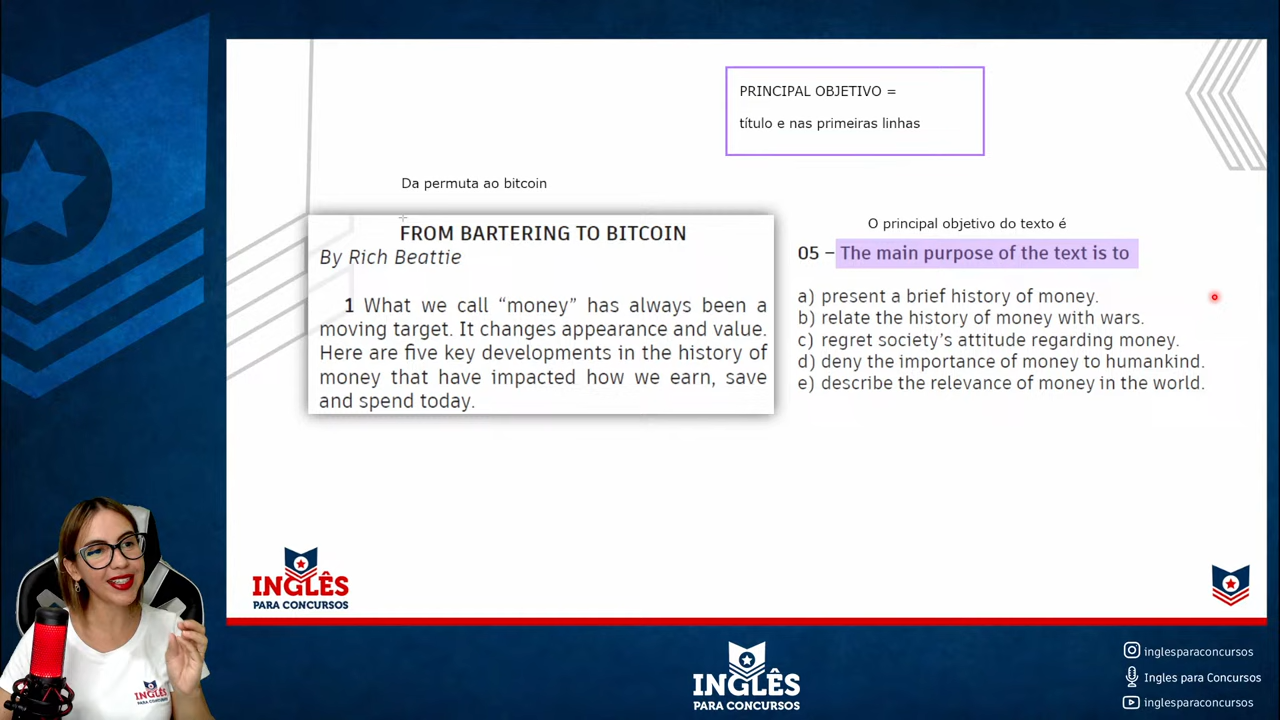 PRINCIPAL OBJETIVO =
título e nas primeiras linhas
Da permuta ao bitcoin
FROM BARTERING TO BITCOIN
By Rich Beattie
1 What we call “money” has always been a
moving target. It changes appearance and value.
Here are five key developments in the history of
money that have impacted how we earn, save
and spend today.
O principal objetivo do texto é
05 – The main purpose of the text is to
a) present a brief history of money.
b) relate the history of money with wars.
c) regret society’s attitude regarding money.
d) deny the importance of money to humankind.
e) describe the relevance of money in the world.
INGLÊS
PARA CONCURSOS
INGLÊS
PARA CONCURSOS
INGLÊS
PARA CONCURSOS
inglesparaconcursos
Ingles para Concursos
inglesparaconcursos